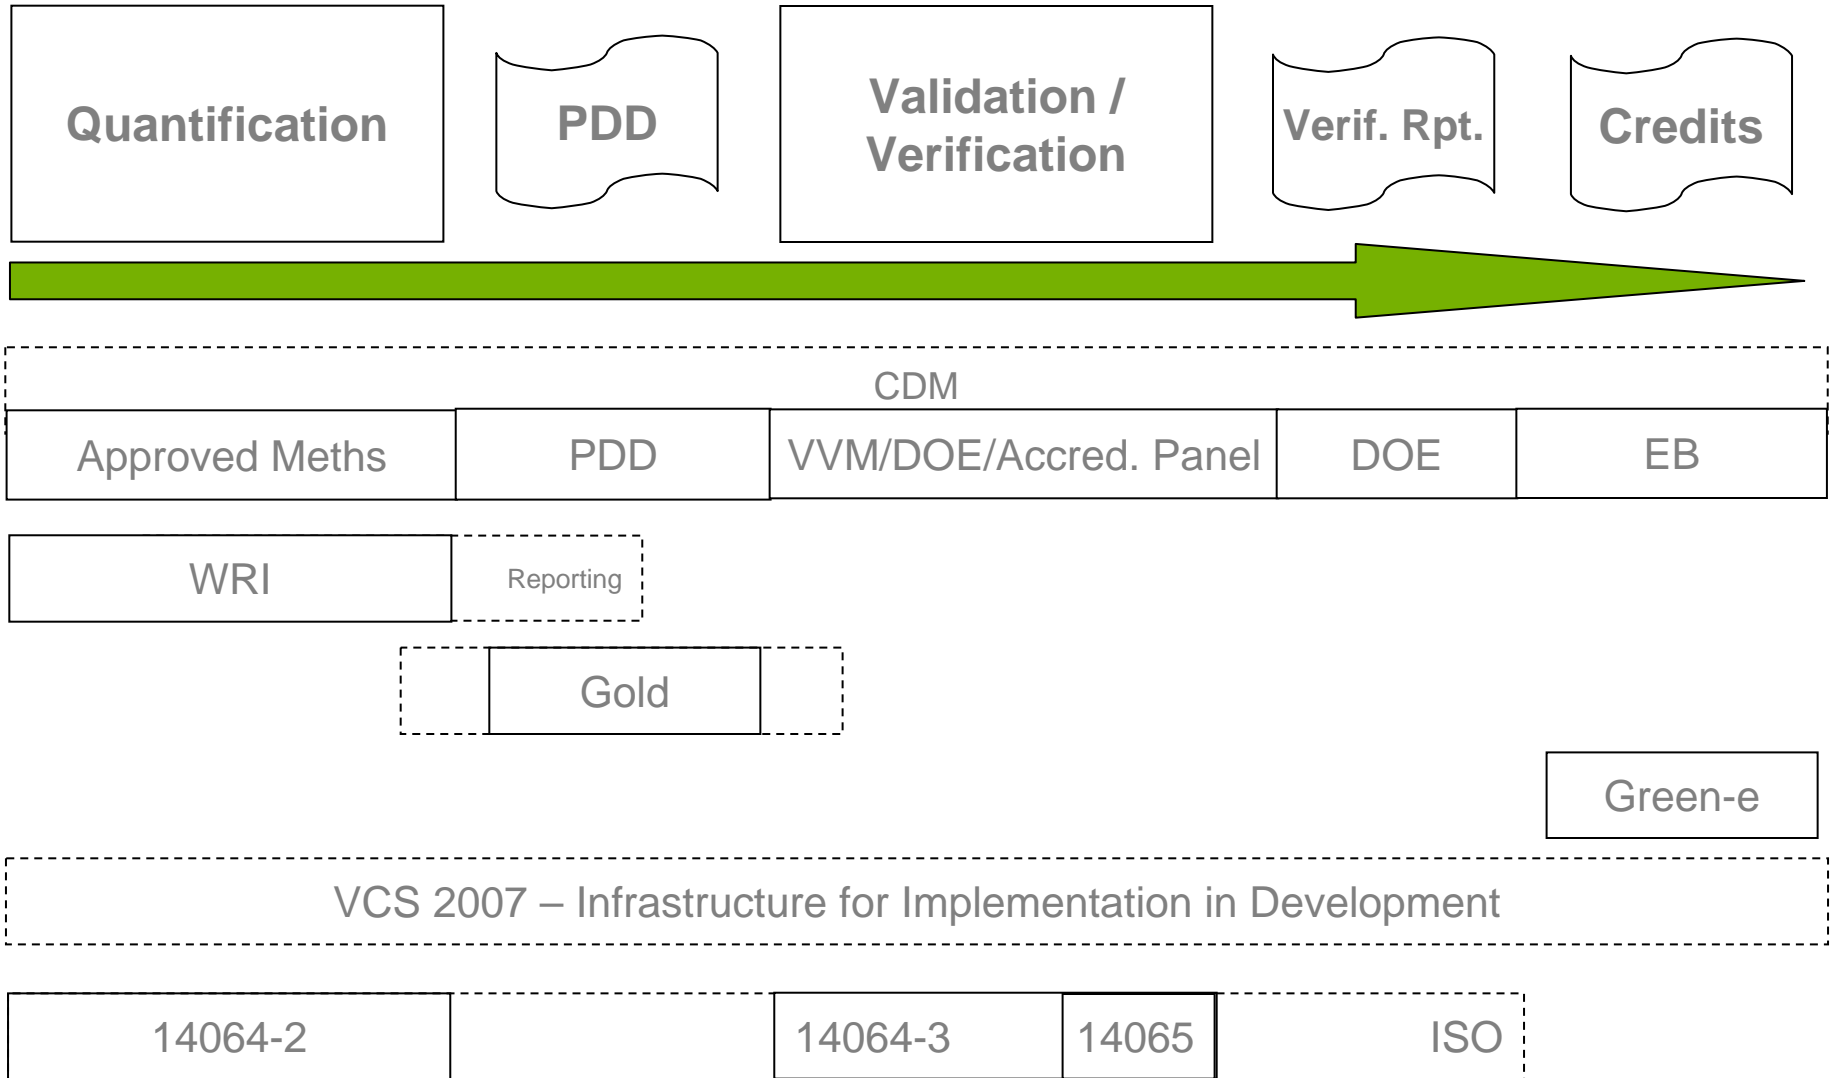 Quantification
PDD
Validation /
Verification
Verif. Rpt.
Credits
CDM
Approved Meths
PDD
VVM/DOE/Accred. Panel
DOE
EB
WRI
Reporting
Gold
Green-e
VCS 2007 – Infrastructure for Implementation in Development
14064-2
14064-3
14065
ISO